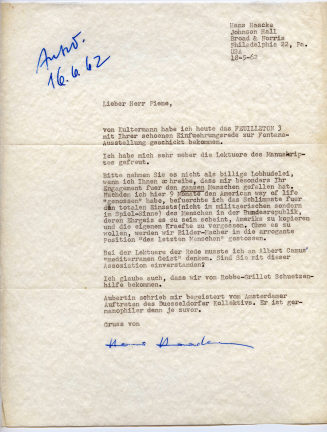 Hans Haacke
Johnson Hall
Broad & Norris
Philadelphia 22, Pa.
USA
18-5-62
Antw.
16.6.62
Lieber Herr Piene,
von Kultermann habe ich heute das FEUILLETON 3
mit Ihrer schoenen Einfuehrungsrede zur Fontana-
Ausstellung geschickt bekommen.
Ich habe mich sehr ueber die Lektuere des Manuskrip-
tes gefreut.
Bitte nehmen Sie es nicht als billige Lobhudelei,
wenn ich Ihnen schreibe, dass mir besonders Ihr
Engagement fuer den ganzen Menschen gefallen hat.
Nachdem ich hier 9 Monate den American way of life
"genossen" habe, befuerchte ich das Schlimmste fuer
den totalen Einsatz(nicht im militaerischen sondern
im Spiel-Sinne) des Menschen in der Bundesrepublik,
deren Ehrgeiz es zu sein scheint, Amerika zu kopieren
und die eigenen Kraefte zu vergessen. Ohne es zu
wollen, werden wir Bilder-Macher in die arrogante
Position "des letzten Menschen" gestossen.
Bei der Lektuere der Rede musste ich an Albert Camus'
"mediterranen Geist" denken. Sind Sie mit dieser
Association einverstanden?
Ich glaube auch, dass wir vom Robbe-Grillet Schuetzen-
hilfe bekommen.
Aubertin schrieb mir begeistert vom Amsterdamer
Auftreten des Duesseldorfer Kollektivs. Er ist
germanophiler denn je zuvor.
Gruss von
Hans Haacke